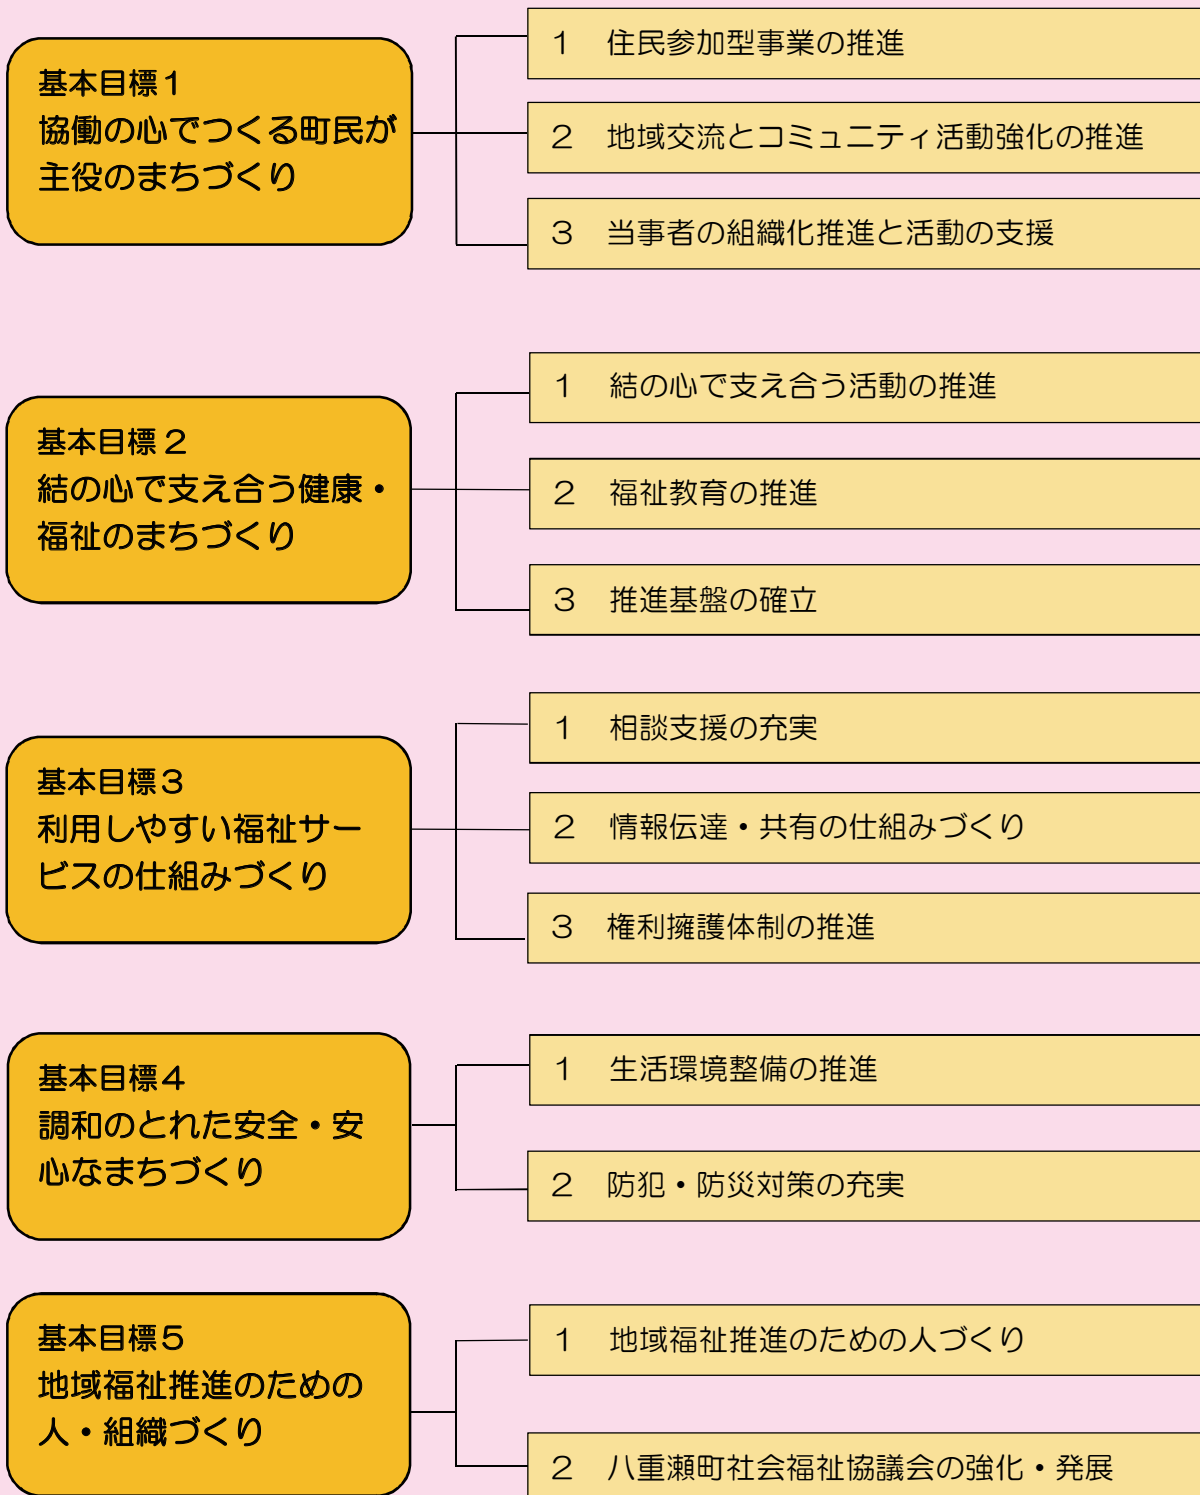 基本目標１
協働の心でつくる町民が
主役のまちづくり
１　住民参加型事業の推進
２　地域交流とコミュニティ活動強化の推進
３　当事者の組織化推進と活動の支援
基本目標２
結の心で支え合う健康・
福祉のまちづくり
１　結の心で支え合う活動の推進
２　福祉教育の推進
３　推進基盤の確立
基本目標３
利用しやすい福祉サー
ビスの仕組みづくり
１　相談支援の充実
２　情報伝達・共有の仕組みづくり
３　権利擁護体制の推進
基本目標４
調和のとれた安全・安
心なまちづくり
１　生活環境整備の推進
２　防犯・防災対策の充実
基本目標５
地域福祉推進のための
人・組織づくり
１　地域福祉推進のための人づくり
２　八重瀬町社会福祉協議会の強化・発展